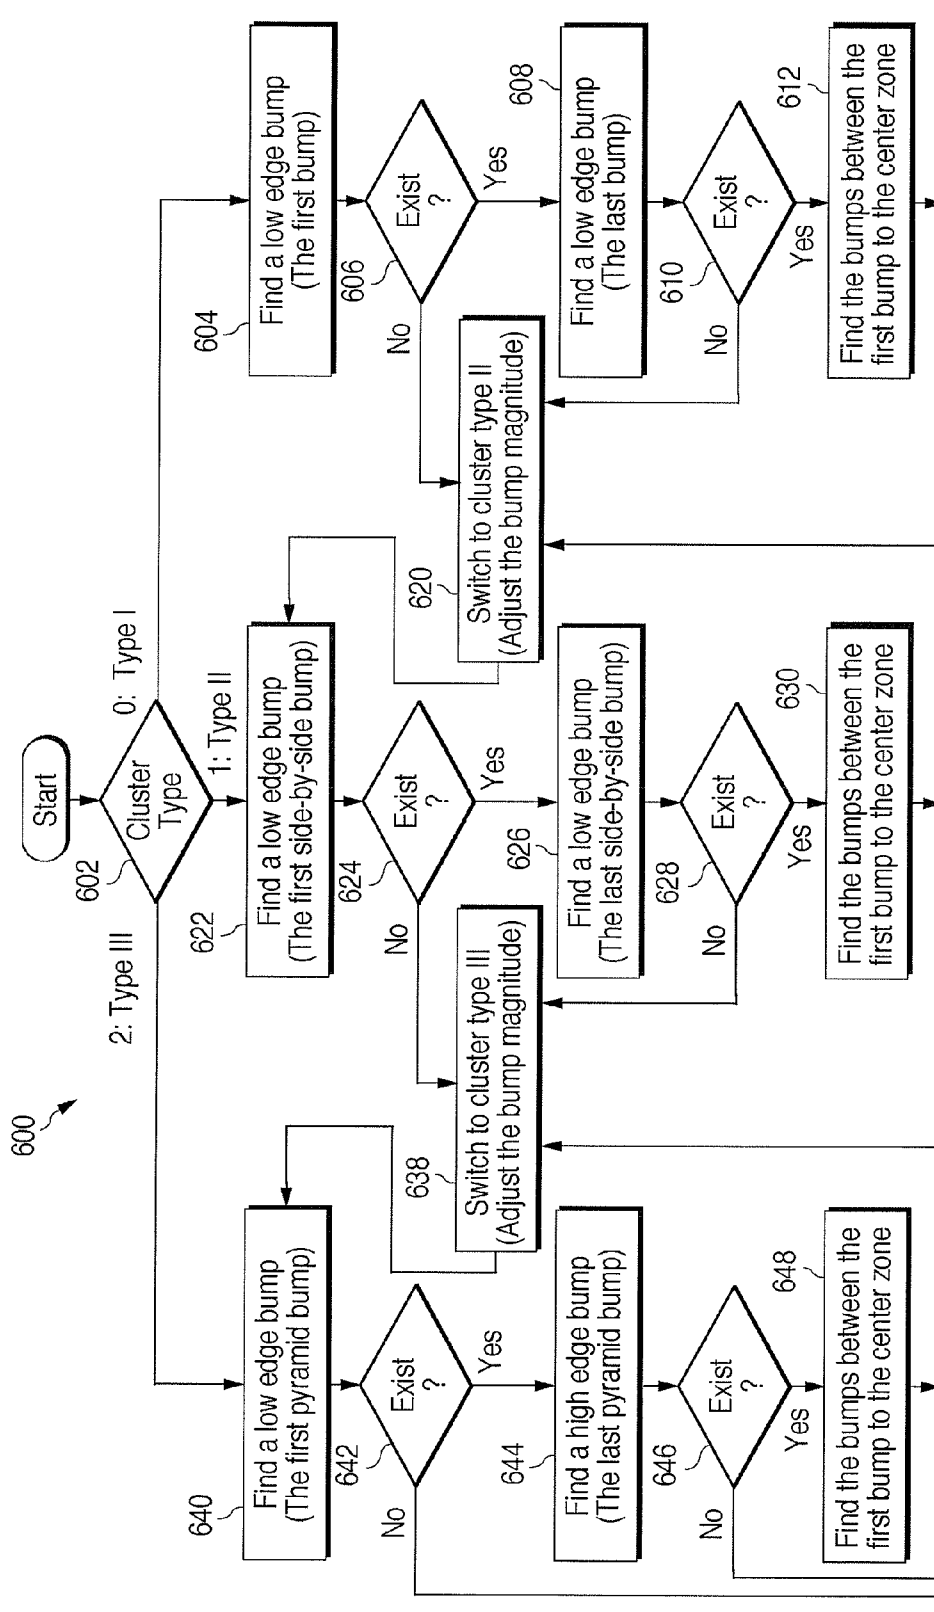 600
Start
602
Cluster
Type
2: Type III
1: Type II
0: Type I
640
Find a low edge bump
(The first pyramid bump)
642
Exist
?
No
Yes
644
Find a high edge bump
(The last pyramid bump)
646
Exist
?
No
Yes
648
Find the bumps between the
first bump to the center zone
638
Switch to cluster type III
(Adjust the bump magnitude)
622
Find a low edge bump
(The first side-by-side bump)
624
Exist
?
No
Yes
626
Find a low edge bump
(The last side-by-side bump)
628
Exist
?
No
Yes
630
Find the bumps between the
first bump to the center zone
620
Switch to cluster type II
(Adjust the bump magnitude)
604
Find a low edge bump
(The first bump)
606
Exist
?
No
Yes
608
Find a low edge bump
(The last bump)
610
Exist
?
No
Yes
612
Find the bumps between the
first bump to the center zone